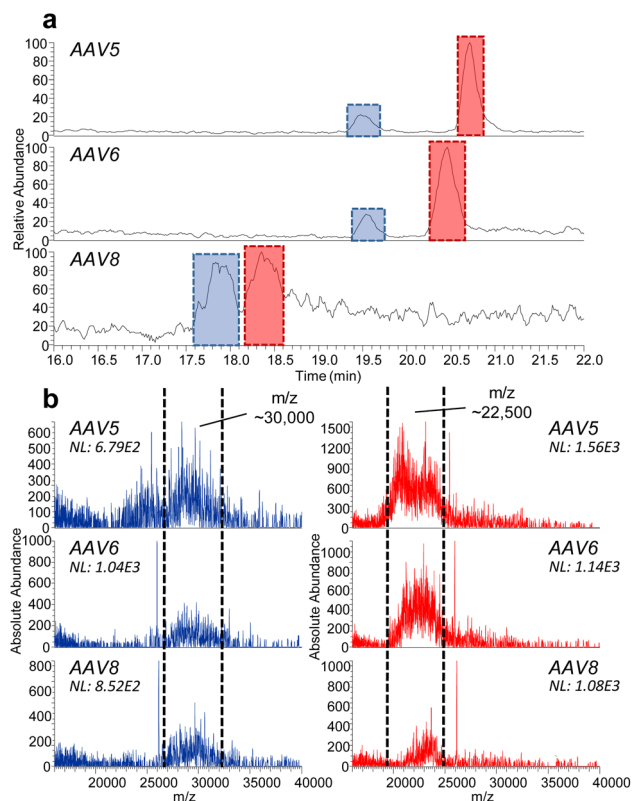 a
AAV5
100
80
60
40
20
0
AAV6
100
80
60
40
20
0
AAV8
100
80
60
40
20
0
Relative Abundance
16.0 16.5 17.0 17.5 18.0 18.5 19.0 19.5 20.0 20.5 21.0 21.5 22.0
Time (min)
b
m/z
~30,000
m/z
~22,500
AAV5
NL: 6.79E2
600
500
400
300
200
100
0
AAV5
NL: 1.56E3
1500
1200
900
600
300
0
AAV6
NL: 1.04E3
1000
800
600
400
200
0
AAV6
NL: 1.14E3
1000
800
600
400
200
0
AAV8
NL: 8.52E2
800
600
400
200
0
AAV8
NL: 1.08E3
1000
800
600
400
200
0
Absolute Abundance
Absolute Abundance
20000 25000 30000 35000 40000
m/z
20000 25000 30000 35000 40000
m/z